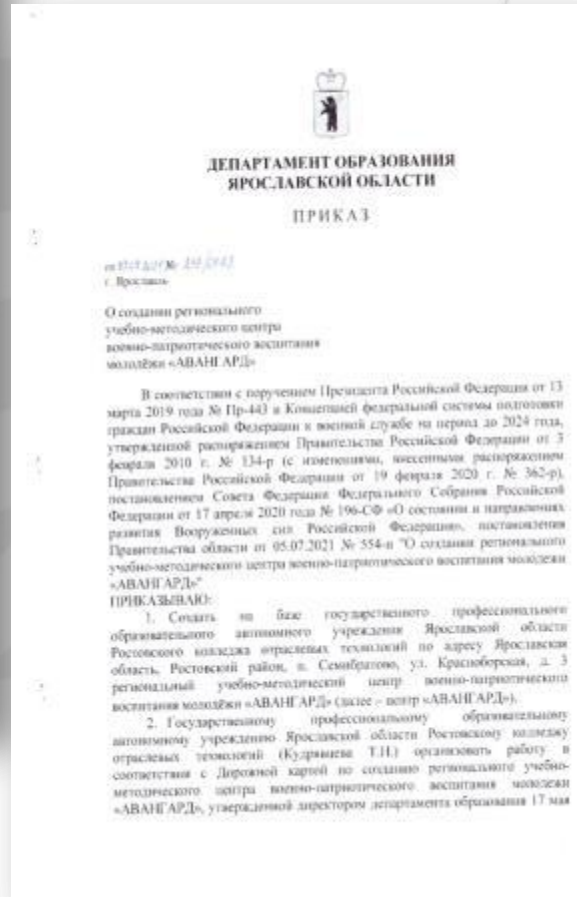 ДЕПАРТАМЕНТ ОБРАЗОВАНИЯ
ЯРОСЛАВСКОЙ ОБЛАСТИ
ПРИКАЗ
№
г. Ярославль
О создании регионального
учебно-методического центра
военно-патриотического воспитания
молодёжи «АВАНГАРД»
В соответствии с поручением Президента Российской Федерации от 13
марта 2019 года № Пр-443 и Концепцией федеральной системы подготовки
граждан Российской Федерации к военной службе на период до 2024 года,
утвержденной распоряжением Правительства Российской Федерации от 3
февраля 2010 г. № 134-р (с изменениями, внесенными распоряжением
Правительства Российской Федерации от 19 февраля 2020 г. № 362-р),
постановлением Совета Федерации Федерального Собрания Российской
Федерации от 17 апреля 2020 года № 196-СФ «О состоянии и направлениях
развития Вооруженных сил Российской Федерации», постановления
Правительства области от 05.07.2021 № 554-п "О создании регионального
учебно-методического центра военно-патриотического воспитания молодежи
«АВАНГАРД»"
ПРИКАЗЫВАЮ:
1. Создать на базе государственного профессионального
образовательного автономного учреждения Ярославской области
Ростовского колледжа отраслевых технологий по адресу Ярославская
область, Ростовский район, п. Семибратово, ул. Красноборская, д. 3
региональный учебно-методический центр военно-патриотического
воспитания молодёжи «АВАНГАРД» (далее – центр «АВАНГАРД»).
2. Государственному профессиональному образовательному
автономному учреждению Ярославской области Ростовскому колледжу
отраслевых технологий (Кудрявцева Т.Н.) организовать работу в
соответствии с Дорожной картой по созданию регионального учебно-
методического центра военно-патриотического воспитания молодежи
«АВАНГАРД», утвержденной директором департамента образования 17 мая